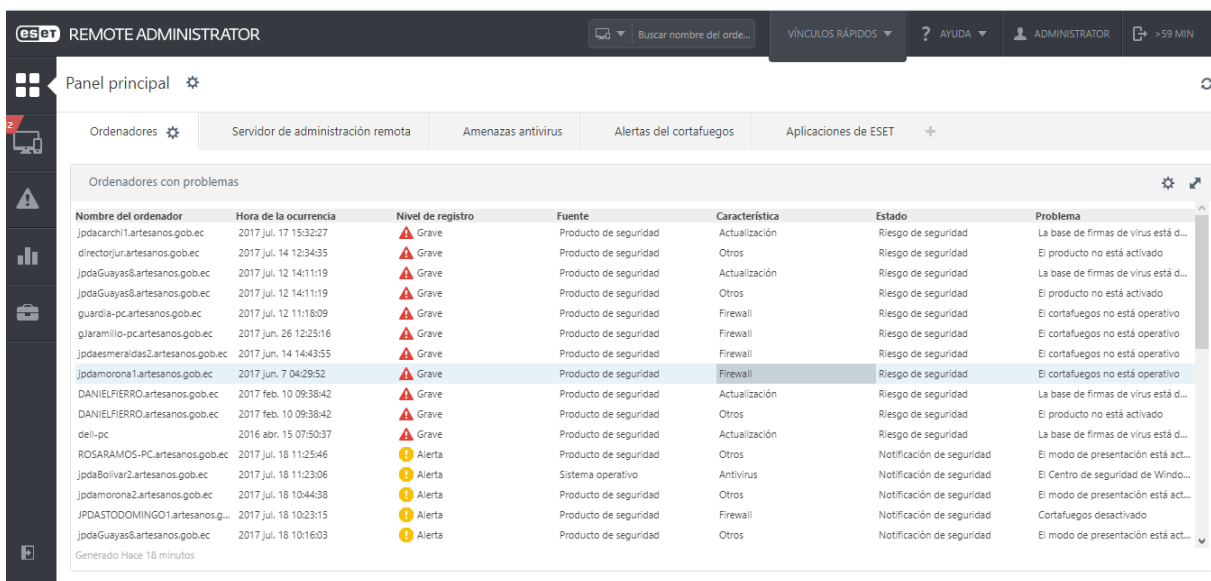 eset REMOTE ADMINISTRATOR
Buscar nombre del orde...
VÍNCULOS RÁPIDOS
? AYUDA
ADMINISTRATOR
>59 MIN
Panel principal
2
Ordenadores
Servidor de administración remota
Amenazas antivirus
Alertas del cortafuegos
Aplicaciones de ESET
+
Ordenadores con problemas
Nombre del ordenador Hora de la ocurrencia Nivel de registro Fuente Característica Estado Problema
jpdacarchi1.artesanos.gob.ec 2017 jul. 17 15:32:27 Grave Producto de seguridad Actualización Riesgo de seguridad La base de firmas de virus está d...
directorjur.artesanos.gob.ec 2017 jul. 14 12:34:35 Grave Producto de seguridad Otros Riesgo de seguridad El producto no está activado
jpdaGuayas8.artesanos.gob.ec 2017 jul. 12 14:11:19 Grave Producto de seguridad Actualización Riesgo de seguridad La base de firmas de virus está d...
jpdaGuayas8.artesanos.gob.ec 2017 jul. 12 14:11:19 Grave Producto de seguridad Otros Riesgo de seguridad El producto no está activado
guardia-pc.artesanos.gob.ec 2017 jul. 12 11:18:09 Grave Producto de seguridad Firewall Riesgo de seguridad El cortafuegos no está operativo
gJaramillo-pc.artesanos.gob.ec 2017 jun. 26 12:25:16 Grave Producto de seguridad Firewall Riesgo de seguridad El cortafuegos no está operativo
jpdaesmeraldas2.artesanos.gob.ec 2017 jun. 14 14:43:55 Grave Producto de seguridad Firewall Riesgo de seguridad El cortafuegos no está operativo
jpdamorona1.artesanos.gob.ec 2017 jun. 7 04:29:52 Grave Producto de seguridad Firewall Riesgo de seguridad El cortafuegos no está operativo
DANIELFIERRO.artesanos.gob.ec 2017 feb. 10 09:38:42 Grave Producto de seguridad Actualización Riesgo de seguridad La base de firmas de virus está d...
DANIELFIERRO.artesanos.gob.ec 2017 feb. 10 09:38:42 Grave Producto de seguridad Otros Riesgo de seguridad El producto no está activado
dell-pc 2016 abr. 15 07:50:37 Grave Producto de seguridad Actualización Riesgo de seguridad La base de firmas de virus está d...
ROSARAMOS-PC.artesanos.gob.ec 2017 jul. 18 11:25:46 Alerta Producto de seguridad Otros Notificación de seguridad El modo de presentación está act...
jpdaBolivar2.artesanos.gob.ec 2017 jul. 18 11:23:06 Alerta Sistema operativo Antivirus Notificación de seguridad El Centro de seguridad de Windo...
jpdamorona2.artesanos.gob.ec 2017 jul. 18 10:44:38 Alerta Producto de seguridad Otros Notificación de seguridad El modo de presentación está act...
JPDASTODOMINGO1.artesanos.g... 2017 jul. 18 10:23:15 Alerta Producto de seguridad Firewall Notificación de seguridad Cortafuegos desactivado
jpdaGuayas8.artesanos.gob.ec 2017 jul. 18 10:16:03 Alerta Producto de seguridad Otros Notificación de seguridad El modo de presentación está act...
Generado Hace 18 minutos